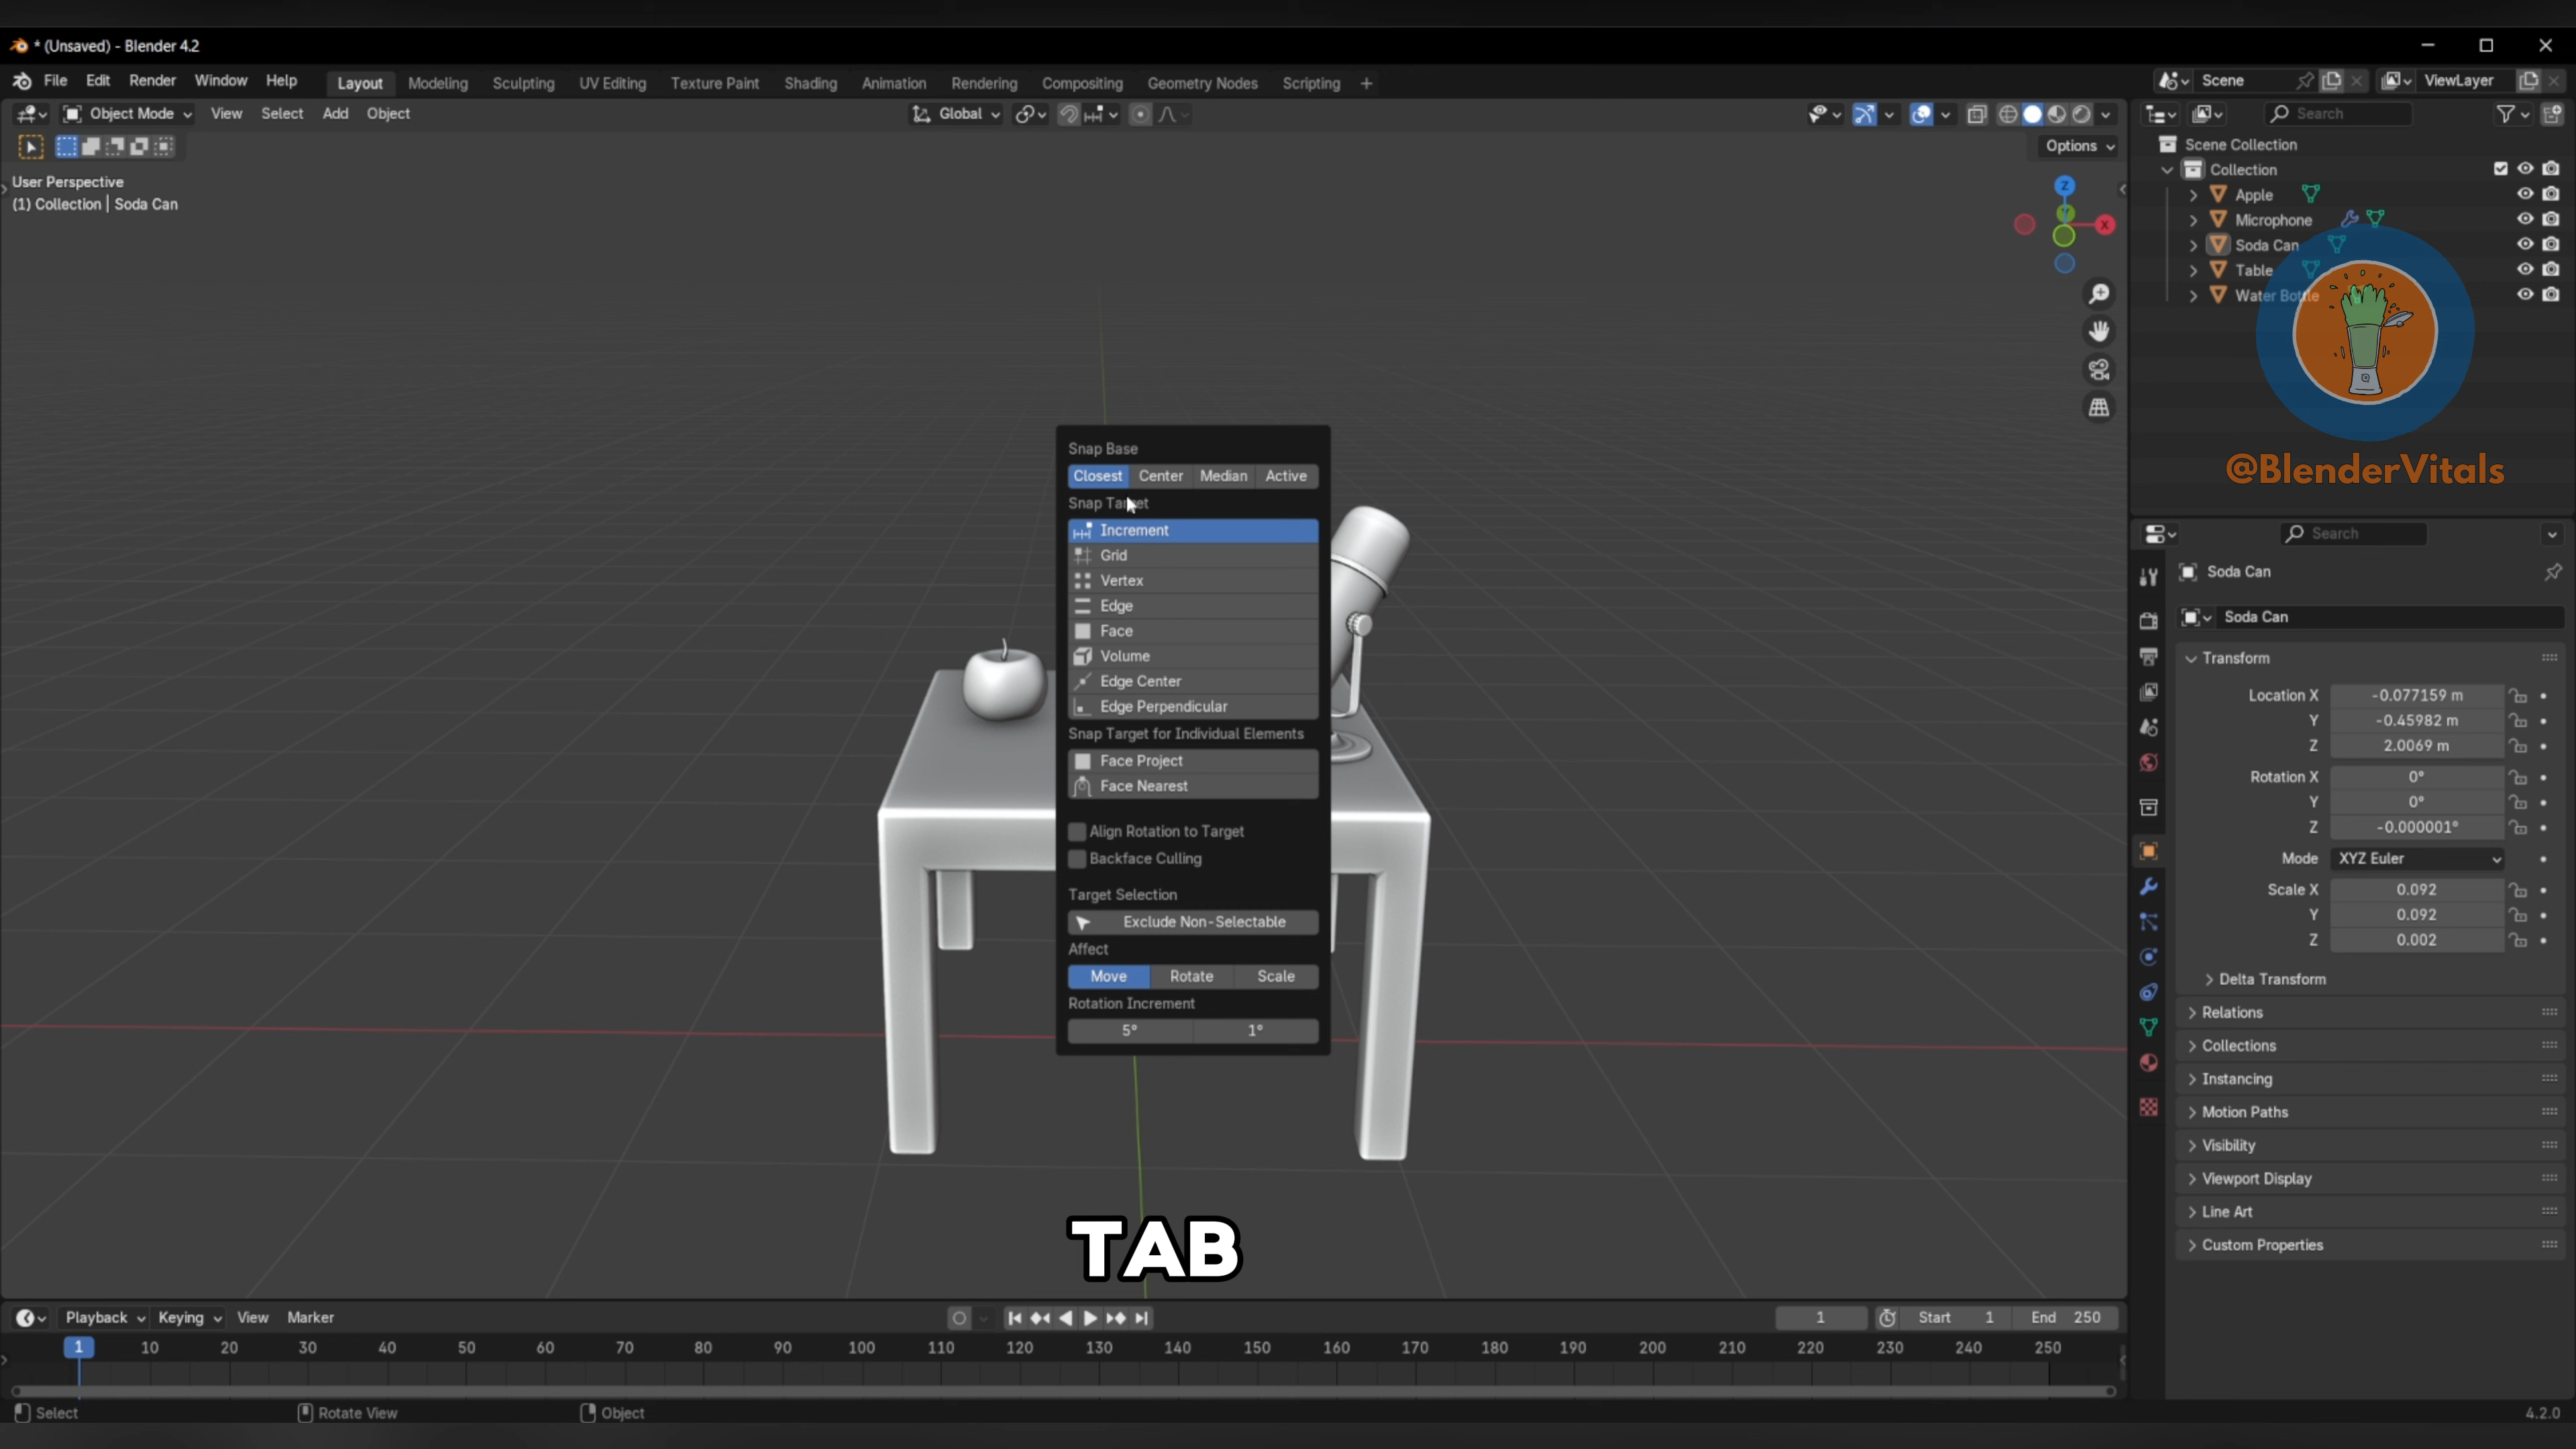 * (Unsaved) - Blender 4.2
File Edit Render Window Help Layout Modeling Sculpting UV Editing Texture Paint Shading Animation Rendering Compositing Geometry Nodes Scripting + Scene ViewLayer
Object Mode View Select Add Object Global Search
Options
User Perspective
(1) Collection | Soda Can
Z
X
Scene Collection
Collection
Apple
Microphone
Soda Can
Table
Water Bottle
@BlenderVitals
Snap Base
Closest Center Median Active
Snap Target
Increment
Grid
Vertex
Edge
Face
Volume
Edge Center
Edge Perpendicular
Snap Target for Individual Elements
Face Project
Face Nearest
Align Rotation to Target
Backface Culling
Target Selection
Exclude Non-Selectable
Affect
Move Rotate Scale
Rotation Increment
5° 1°
Search
Soda Can
Soda Can
Transform
Location X -0.077159 m
Y -0.45982 m
Z 2.0069 m
Rotation X 0°
Y 0°
Z -0.000001°
Mode XYZ Euler
Scale X 0.092
Y 0.092
Z 0.002
Delta Transform
Relations
Collections
Instancing
Motion Paths
Visibility
Viewport Display
Line Art
Custom Properties
TAB
Playback Keying View Marker 1 Start 1 End 250
1 10 20 30 40 50 60 70 80 90 100 110 120 130 140 150 160 170 180 190 200 210 220 230 240 250
Select Rotate View Object 4.2.0